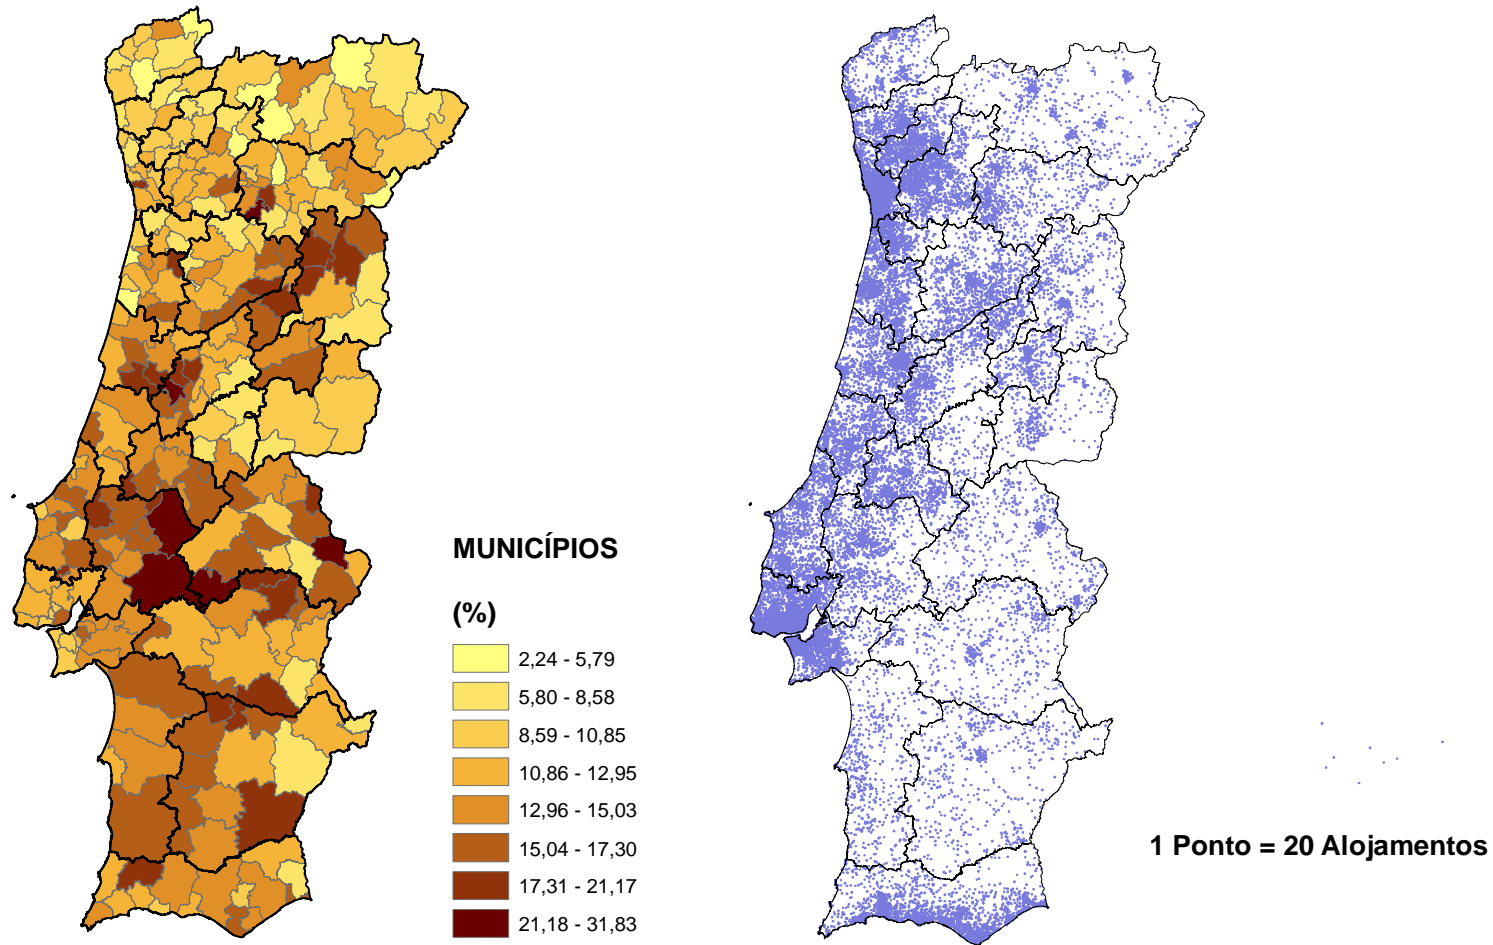 MUNICÍPIOS
(%)
2,24 - 5,79
5,80 - 8,58
8,59 - 10,85
10,86 - 12,95
12,96 - 15,03
15,04 - 17,30
17,31 - 21,17
21,18 - 31,83
1 Ponto = 20 Alojamentos